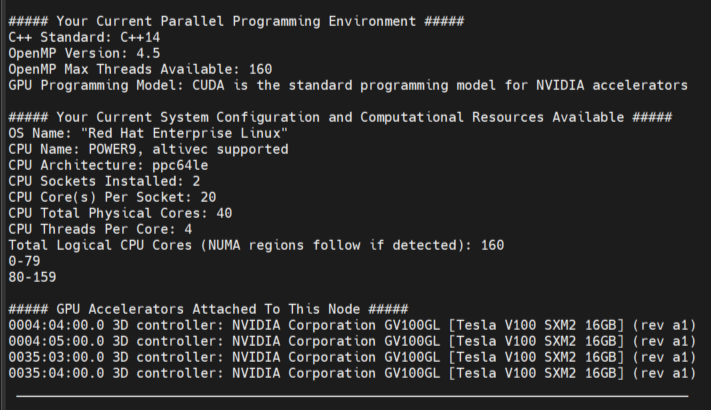 ##### Your Current Parallel Programming Environment #####
C++ Standard: C++14
OpenMP Version: 4.5
OpenMP Max Threads Available: 160
GPU Programming Model: CUDA is the standard programming model for NVIDIA accelerators
##### Your Current System Configuration and Computational Resources Available #####
OS Name: "Red Hat Enterprise Linux"
CPU Name: POWER9, altivec supported
CPU Architecture: ppc64le
CPU Sockets Installed: 2
CPU Core(s) Per Socket: 20
CPU Total Physical Cores: 40
CPU Threads Per Core: 4
Total Logical CPU Cores (NUMA regions follow if detected): 160
0-79
80-159
##### GPU Accelerators Attached To This Node #####
0004:04:00.0 3D controller: NVIDIA Corporation GV100GL [Tesla V100 SXM2 16GB] (rev a1)
0004:05:00.0 3D controller: NVIDIA Corporation GV100GL [Tesla V100 SXM2 16GB] (rev a1)
0035:03:00.0 3D controller: NVIDIA Corporation GV100GL [Tesla V100 SXM2 16GB] (rev a1)
0035:04:00.0 3D controller: NVIDIA Corporation GV100GL [Tesla V100 SXM2 16GB] (rev a1)